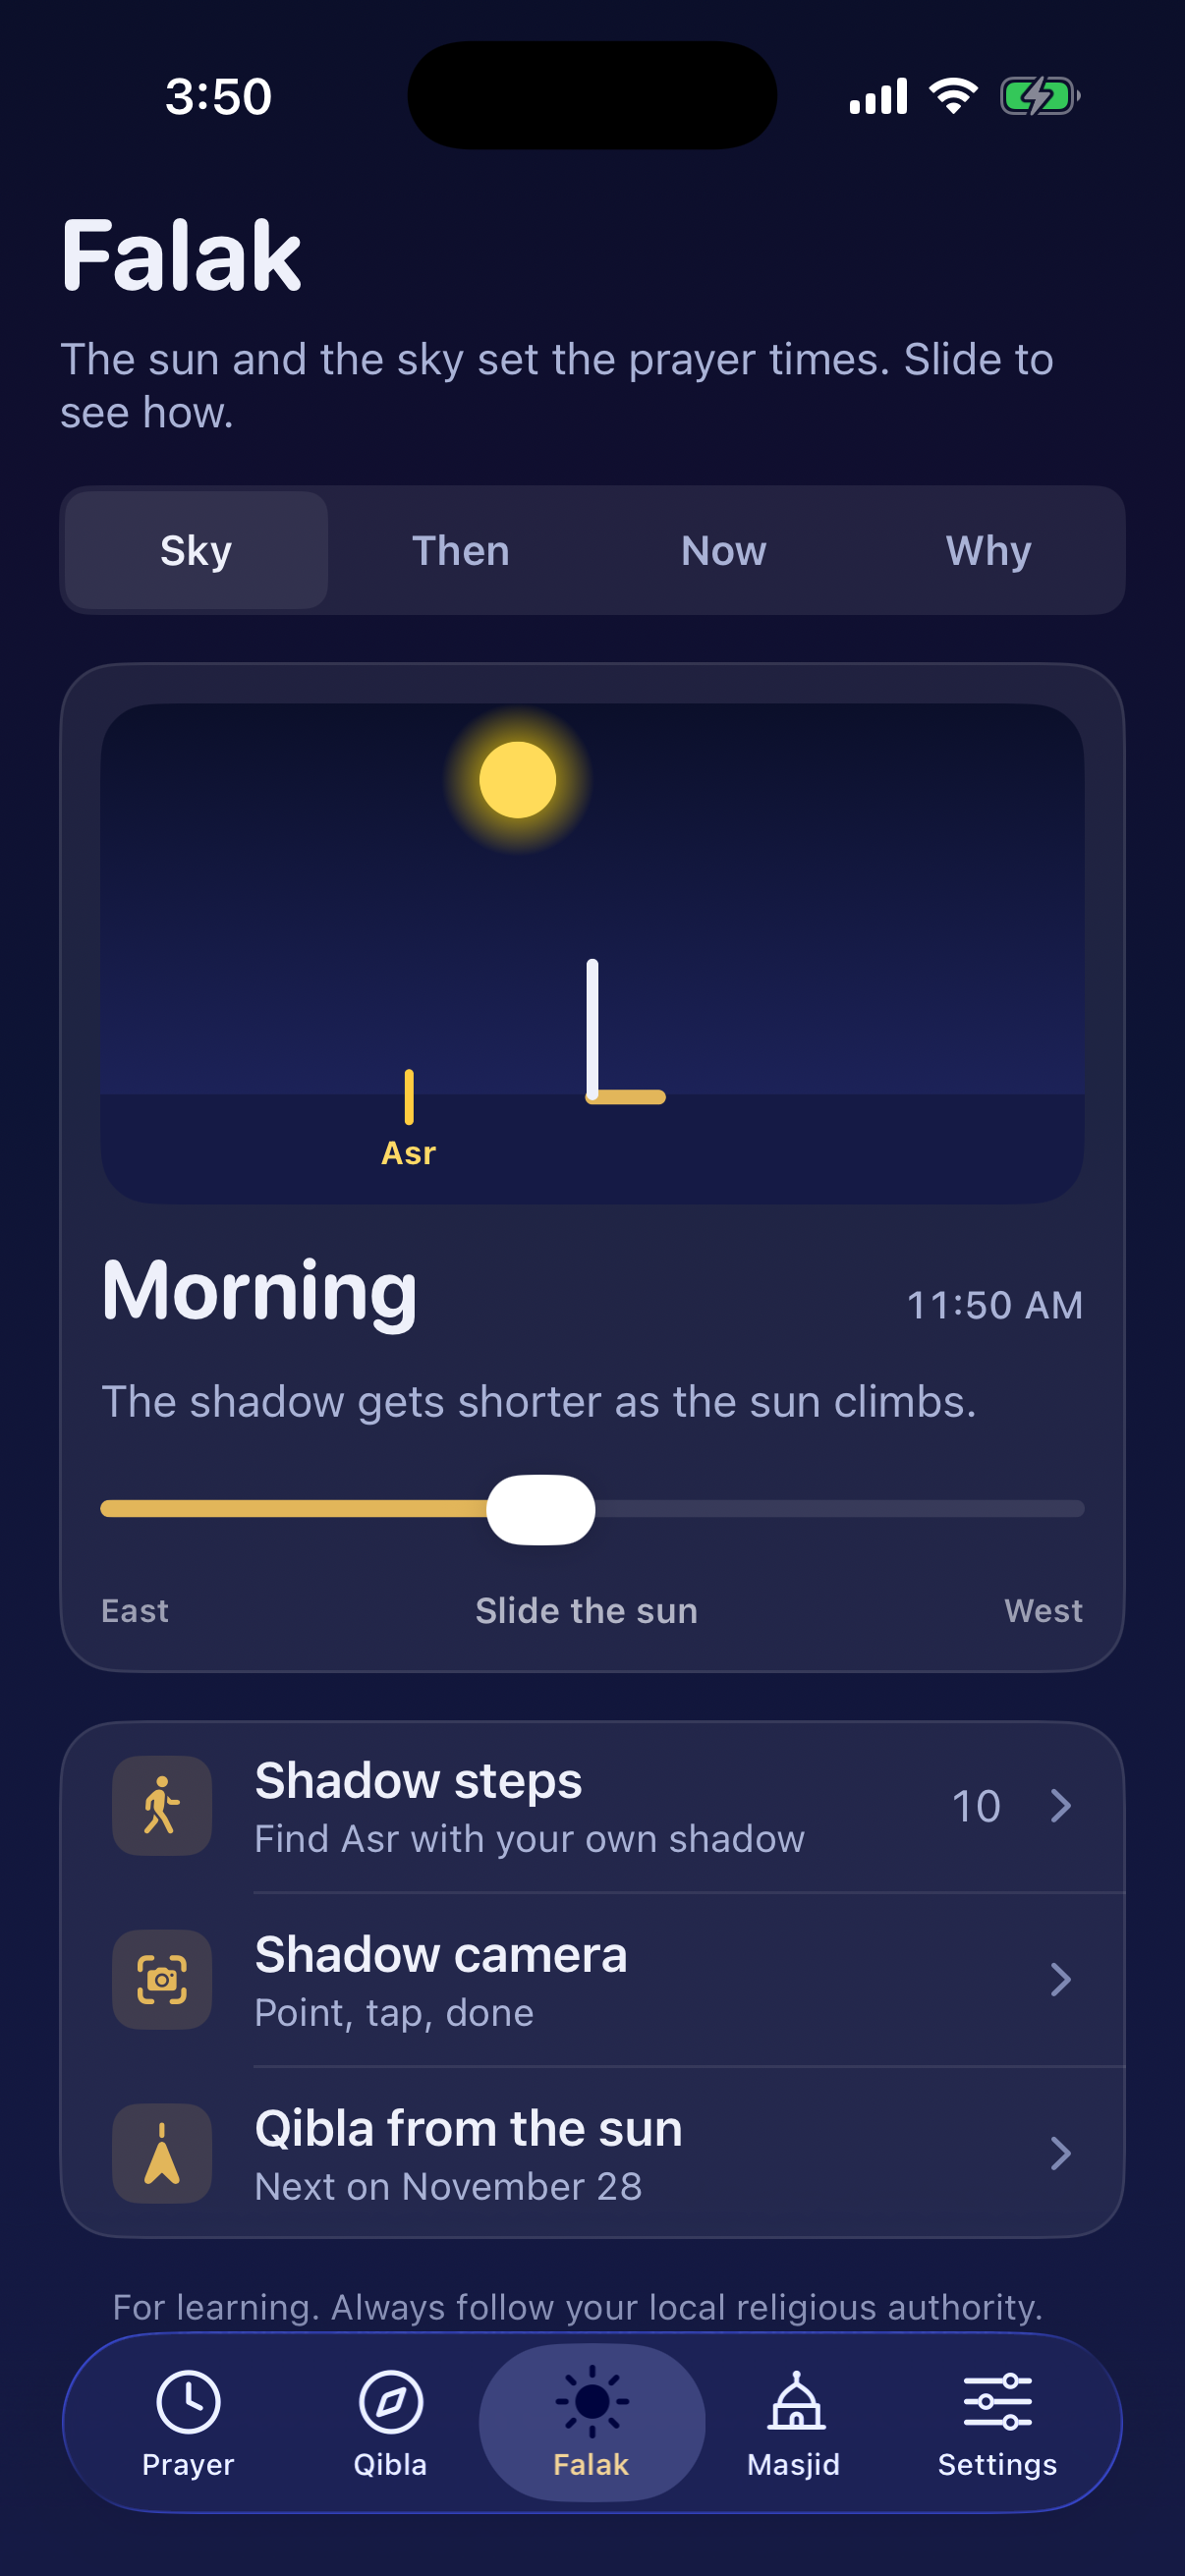 3:50
Falak
The sun and the sky set the prayer times. Slide to
see how.
Sky Then Now Why
Asr
Morning 11:50 AM
The shadow gets shorter as the sun climbs.
East Slide the sun West
Shadow steps 10
Find Asr with your own shadow
Shadow camera
Point, tap, done
Qibla from the sun
Next on November 28
For learning. Always follow your local religious authority.
Prayer Qibla Falak Masjid Settings